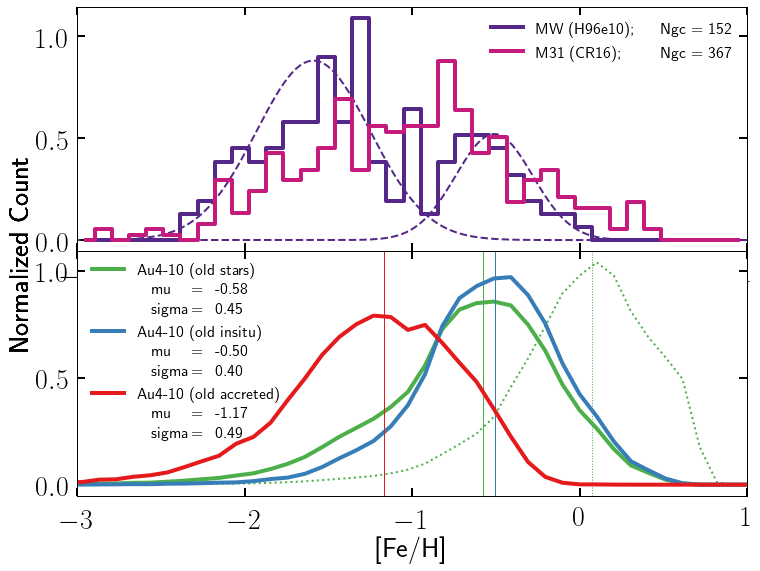 Normalized Count
1.0
0.5
0.0
MW (H96e10); Ngc = 152
M31 (CR16); Ngc = 367
1.0
0.5
0.0
Au4-10 (old stars)
mu = -0.58
sigma = 0.45
Au4-10 (old insitu)
mu = -0.50
sigma = 0.40
Au4-10 (old accreted)
mu = -1.17
sigma = 0.49
−3 −2 −1 0 1
[Fe/H]